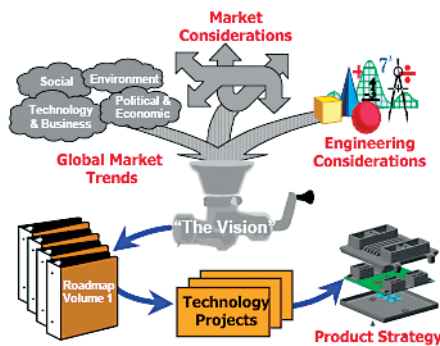 Market
Considerations
Social
Environment
Technology
& Business
Political &
Economic
Global Market
Trends
7²
+
÷
Engineering
Considerations
"The Vision"
Roadmap
Volume 1
Technology
Projects
Product Strategy